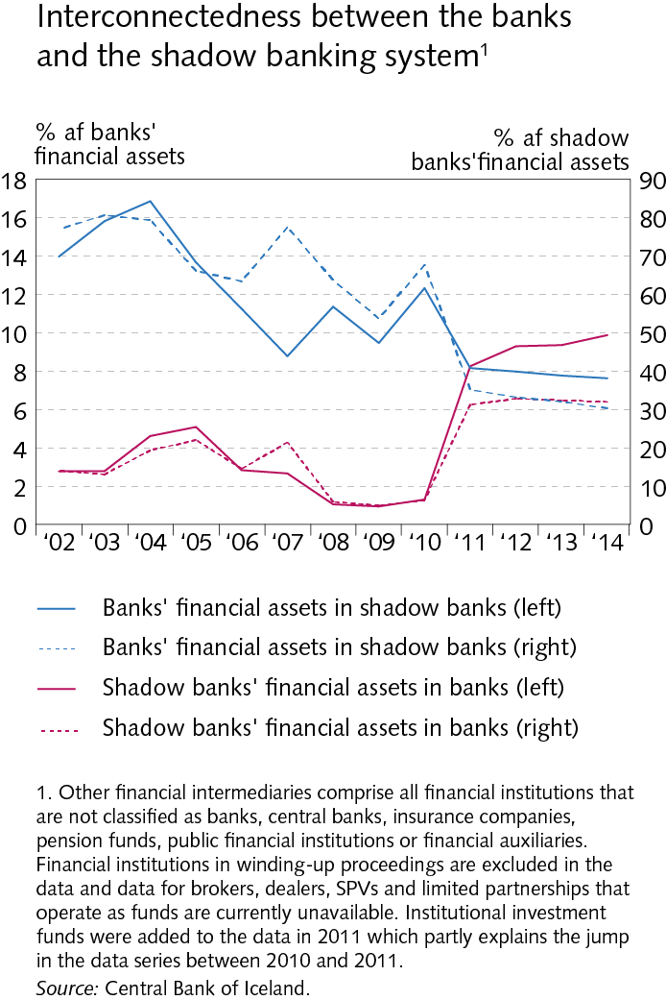 Interconnectedness between the banks
and the shadow banking system1
% af banks'
financial assets
% af shadow
banks'financial assets
18
16
14
12
10
8
6
4
2
0
90
80
70
60
50
40
30
20
10
0
‘02 ‘03 ‘04 ‘05 ‘06 ‘07 ‘08 ‘09 ‘10 ‘11 ‘12 ‘13 ‘14
Banks' financial assets in shadow banks (left)
Banks' financial assets in shadow banks (right)
Shadow banks' financial assets in banks (left)
Shadow banks' financial assets in banks (right)
1. Other financial intermediaries comprise all financial institutions that
are not classified as banks, central banks, insurance companies,
pension funds, public financial institutions or financial auxiliaries.
Financial institutions in winding-up proceedings are excluded in the
data and data for brokers, dealers, SPVs and limited partnerships that
operate as funds are currently unavailable. Institutional investment
funds were added to the data in 2011 which partly explains the jump
in the data series between 2010 and 2011.
Source: Central Bank of Iceland.